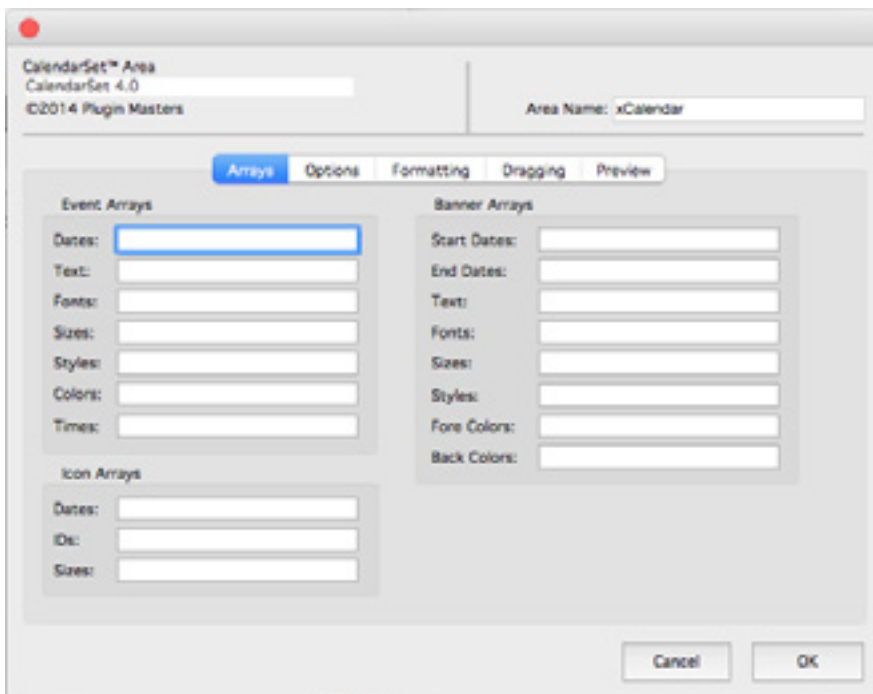 CalendarSet™ Area
CalendarSet 4.0
©2014 Plugin Masters
Area Name: xCalendar
Arrays Options Formatting Dragging Preview
Event Arrays
Dates:
Text:
Fonts:
Sizes:
Styles:
Colors:
Times:
Icon Arrays
Dates:
IDs:
Sizes:
Banner Arrays
Start Dates:
End Dates:
Text:
Fonts:
Sizes:
Styles:
Fore Colors:
Back Colors:
Cancel OK